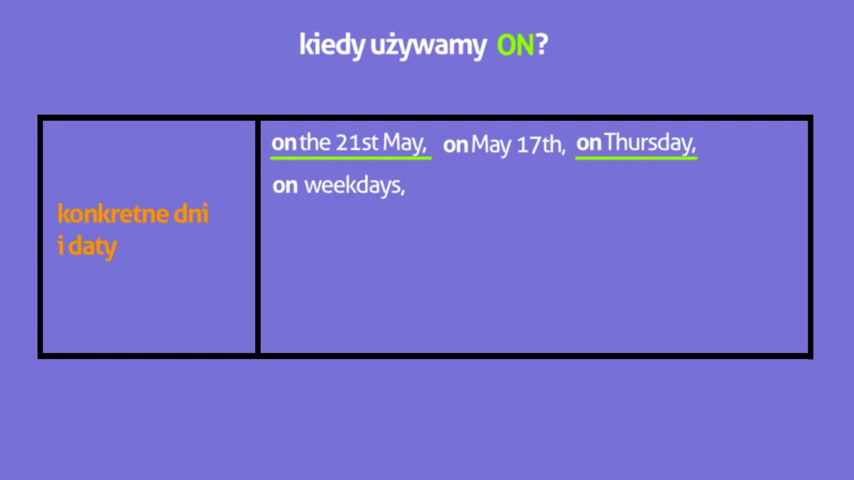 kiedy używamy ON?
on the 21st May, on May 17th, on Thursday,
on weekdays,
konkretne dni
i daty